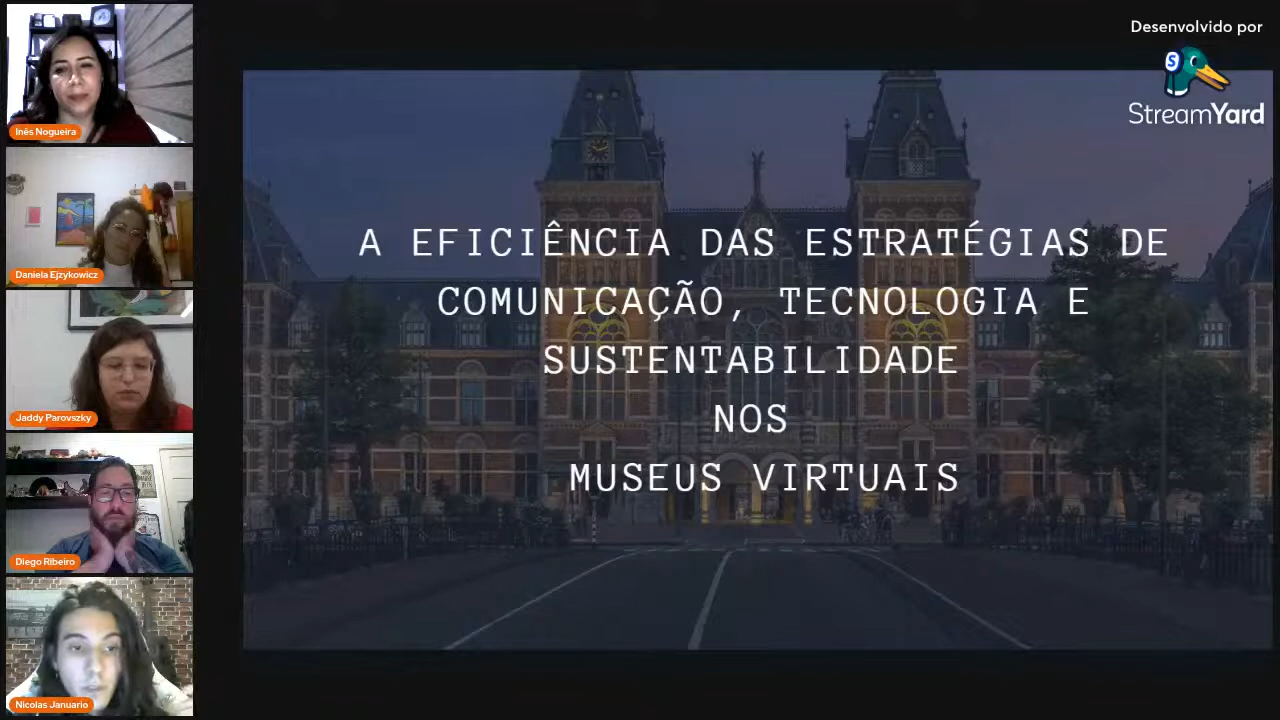 Desenvolvido por
StreamYard
Inês Nogueira
Daniela Ejzykowicz
Jaddy Parovszky
Diego Ribeiro
Nicolas Januario
A EFICIÊNCIA DAS ESTRATÉGIAS DE
COMUNICAÇÃO, TECNOLOGIA E
SUSTENTABILIDADE
NOS
MUSEUS VIRTUAIS